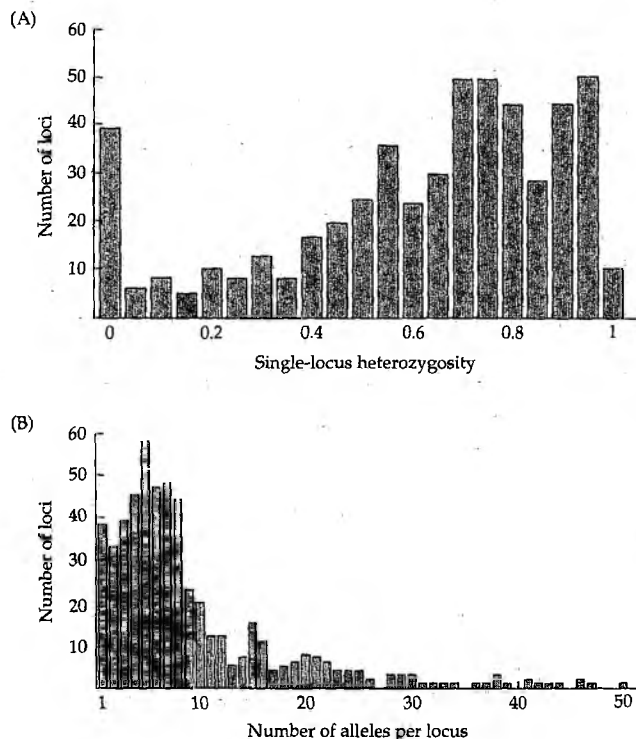 (A)
60
50
40
30
20
10
Number of loci
0 0.2 0.4 0.6 0.8 1
Single-locus heterozygosity
(B)
60
50
40
30
20
10
Number of loci
1 10 20 30 40 50
Number of alleles per locus